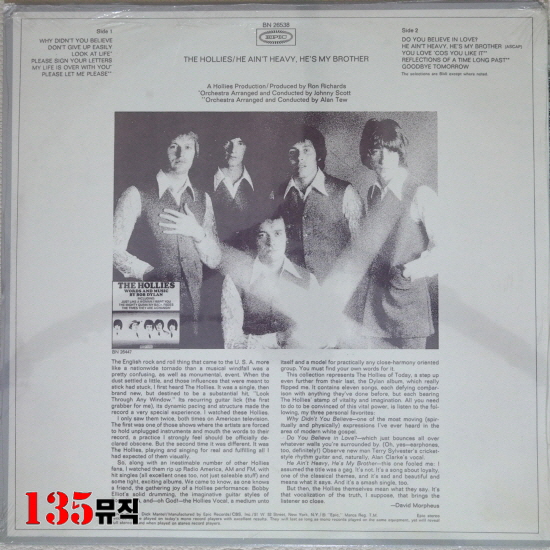 BN 26538
Side 1
WHY DIDN'T YOU BELIEVE
DON'T GIVE UP EASILY
LOOK AT LIFE*
PLEASE SIGN YOUR LETTERS
MY LIFE IS OVER WITH YOU*
PLEASE LET ME PLEASE**
EPIC
Side 2
DO YOU BELIEVE IN LOVE?
HE AIN'T HEAVY, HE'S MY BROTHER (ASCAP)
YOU LOVE 'COS YOU LIKE IT**
REFLECTIONS OF A TIME LONG PAST**
GOODBYE TOMORROW
The selections are BMI except where noted.
THE HOLLIES/HE AIN'T HEAVY, HE'S MY BROTHER
A Hollies Production/Produced by Ron Richards
*Orchestra Arranged and Conducted by Johnny Scott
**Orchestra Arranged and Conducted by Alan Tew
THE HOLLIES
WORDS AND MUSIC
BY BOB DYLAN
BN 26447
The English rock and roll thing that came to the U. S. A. more
like a nationwide tornado than a musical windfall was a
pretty confusing, as well as monumental, event. When the
dust settled a little, and those influences that were meant to
stick had stuck, I first heard The Hollies. It was a single, then
brand new, but destined to be a substantial hit. "Look
Through Any Window." Its recurring guitar lick (the first
grabber for me), its dynamic pacing and structure made the
record a very special experience. I watched these Hollies.
I only saw them twice, both times on American television.
The first was one of those shows where the artists are forced
to hold unplugged instruments and mouth the words to their
record, a practice I strongly feel should be officially de-
clared obscene. But the second time it was different. It was
The Hollies, playing and singing for real and fulfilling all I
had expected of them visually.
So, along with an inestimable number of other Hollies
fans, I watched them rip up Radio America, AM and FM, with
hit singles (all excellent ones too, not just commercial stuff) and
some tight, exciting albums. We came to know, as one knows
a friend, the gathering joy of a Hollies performance: Bobby
Elliot's solid drumming, the imaginative guitar styles of
and—oh God!—the Hollies Vocal, a medium unto
itself and a model for practically any close-harmony oriented
group. You must find your own words for it.
This collection represents The Hollies of Today, a step up
even further from their last, the Dylan album, which really
flipped me. It contains eleven songs, each defying compar-
ison with anything they've done before, but each bearing
The Hollies' stamp of vitality and imagination. All you need
to do to be convinced of this vital power, is listen to the fol-
lowing, my three personal favorites:
Why Didn't You Believe—one of the most moving (spir-
itually and physically) expressions I've ever heard in the
area of modern white gospel.
Do You Believe in Love?—which just bounces all over
whatever walls you're surrounded by. (Oh, yes—amorphose,
too, definitely!) Observe new man Terry Sylvester's cricket-
style rhythm guitar and, naturally, Alan Clarke's vocal.
He Ain't Heavy, He's My Brother—this one fooled me: I
assumed the title was a gag. It's not. It's a song about loyalty,
one of the classical themes, and it's sad and beautiful and
means what it says. And it's a smash single, too.
But then, the Hollies themselves mean what they say. It's
that vocalization of the truth, I suppose, that brings the
listener so close.
—David Morpheus
135뮤직